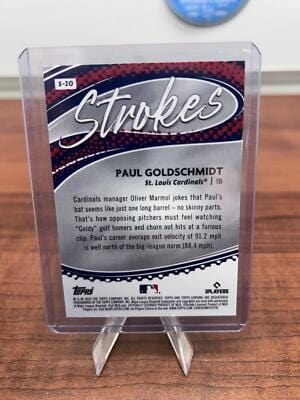 S-20
Strokes
PAUL GOLDSCHMIDT
St. Louis Cardinals® | 1B
Cardinals manager Oliver Marmol jokes that Paul's
bat seems like just one long barrel – no skinny parts.
That's how opposing pitchers must feel watching
"Goldy" golf homers and churn out hits at a furious
clip. Paul's career average exit velocity of 91.2 mph
is well north of the big-league norm (88.4 mph).
Topps
PLAYERS